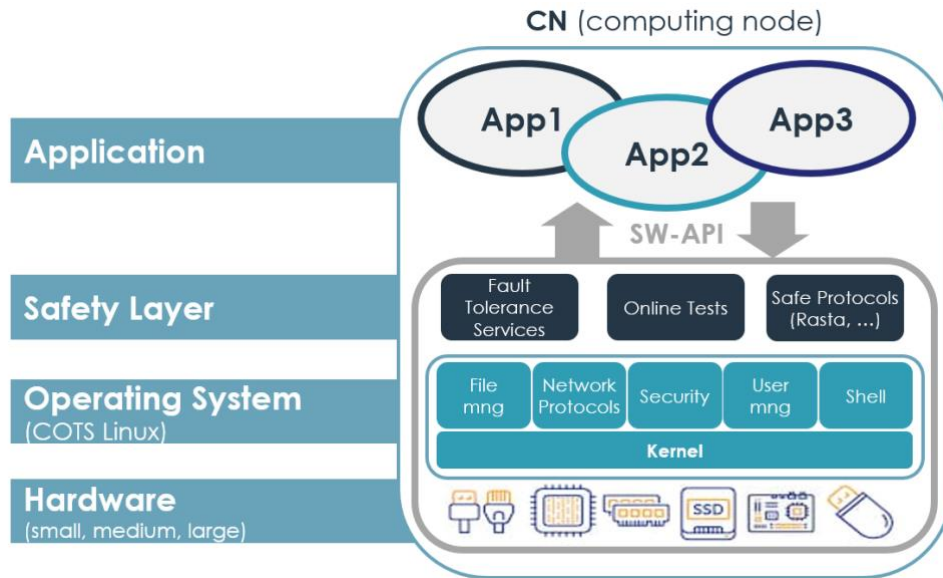 CN (computing node)
Application
App1
App2
App3
SW-API
Safety Layer
Fault
Tolerance
Services
Online Tests
Safe Protocols
(Rasta, ...)
Operating System
(COTS Linux)
File
mng
Network
Protocols
Security
User
mng
Shell
Kernel
Hardware
(small, medium, large)
SSD